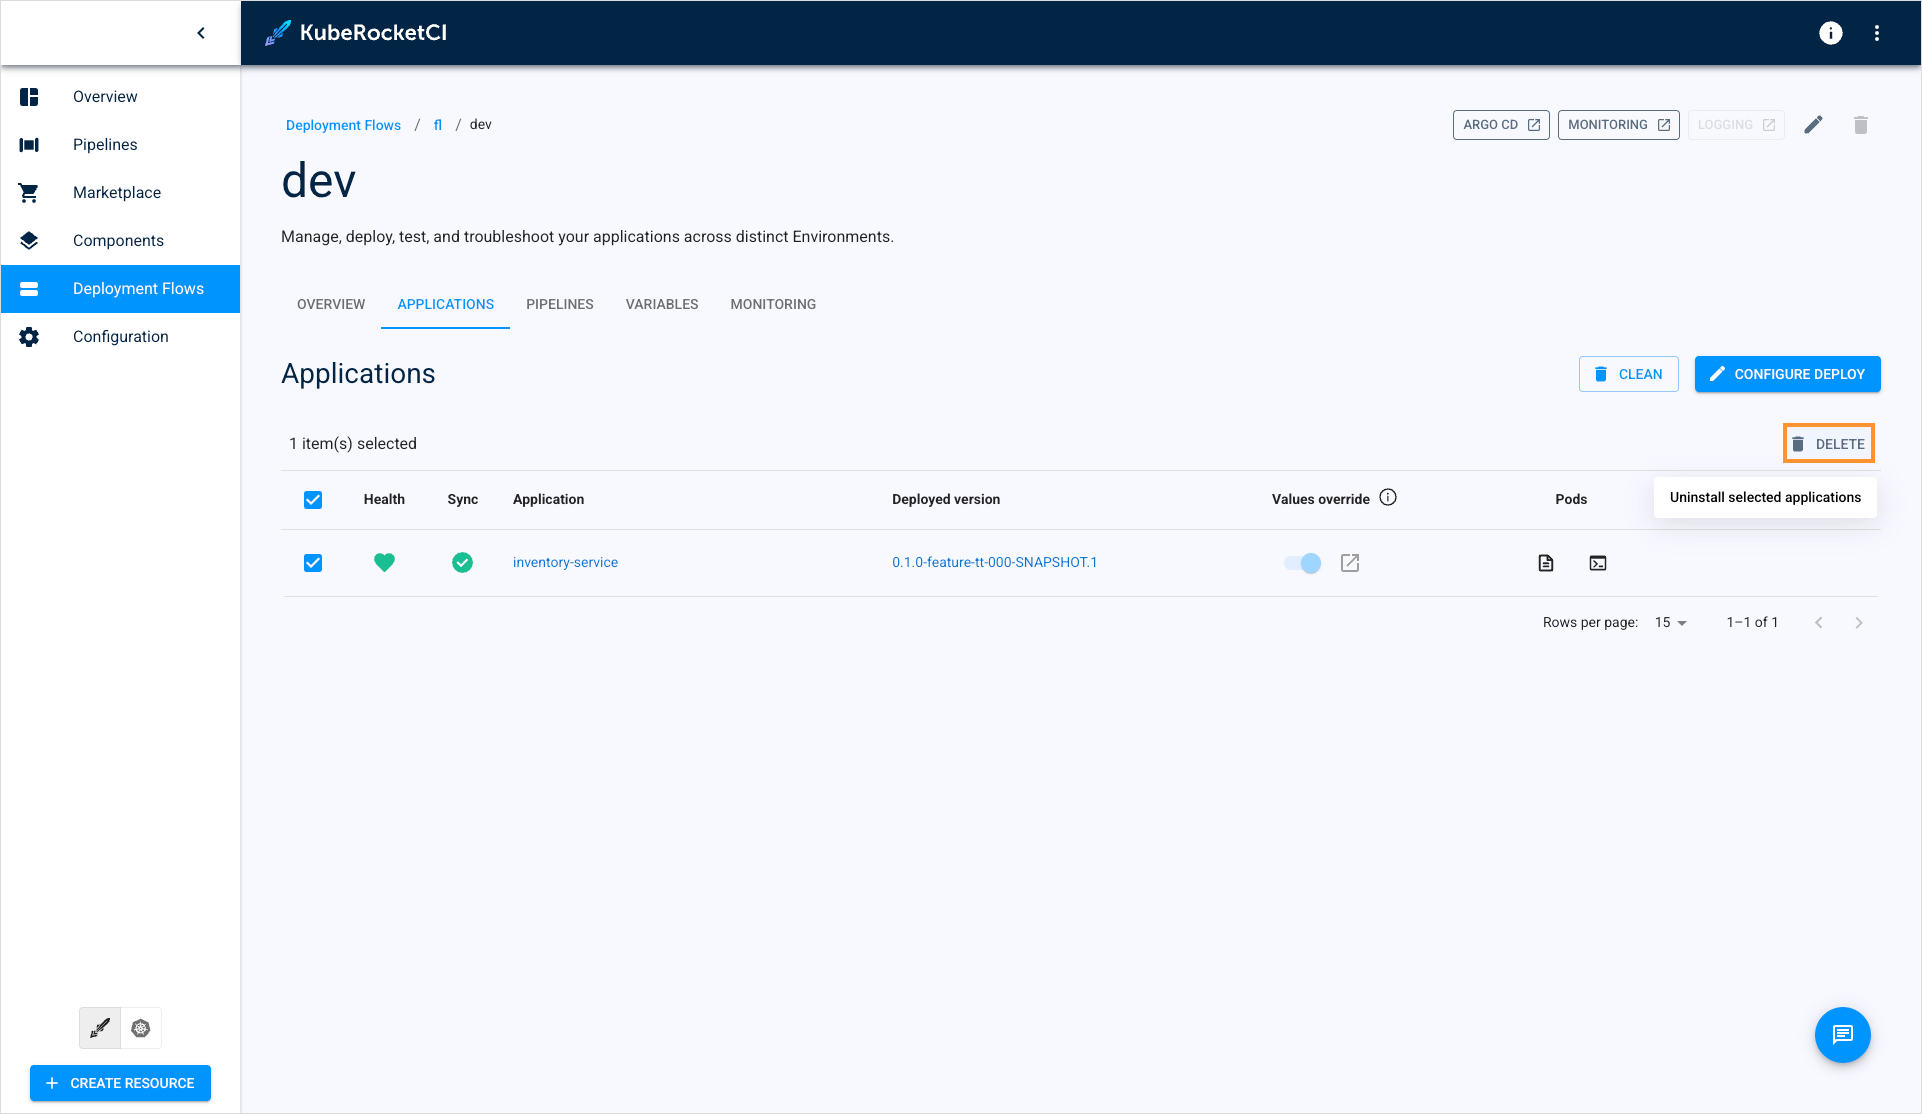 KubeRocketCI
Overview
Pipelines
Marketplace
Components
Deployment Flows
Configuration
CREATE RESOURCE
Deployment Flows / fl / dev
ARGO CD
MONITORING
LOGGING
dev
Manage, deploy, test, and troubleshoot your applications across distinct Environments.
OVERVIEW APPLICATIONS PIPELINES VARIABLES MONITORING
Applications
CLEAN
CONFIGURE DEPLOY
1 item(s) selected
DELETE
Health Sync Application Deployed version Values override Pods
Uninstall selected applications
inventory-service 0.1.0-feature-tt-000-SNAPSHOT.1
Rows per page: 15 1–1 of 1